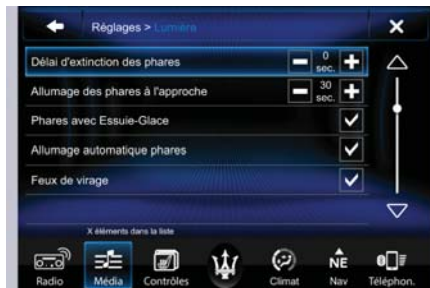 Réglages > Lumière
Délai d'extinction des phares
0
sec.
Allumage des phares à l'approche
30
sec.
Phares avec Essuie-Glace
Allumage automatique phares
Feux de virage
X éléments dans la liste
NE
Radio Média Contrôles Climat Nav Téléphon.